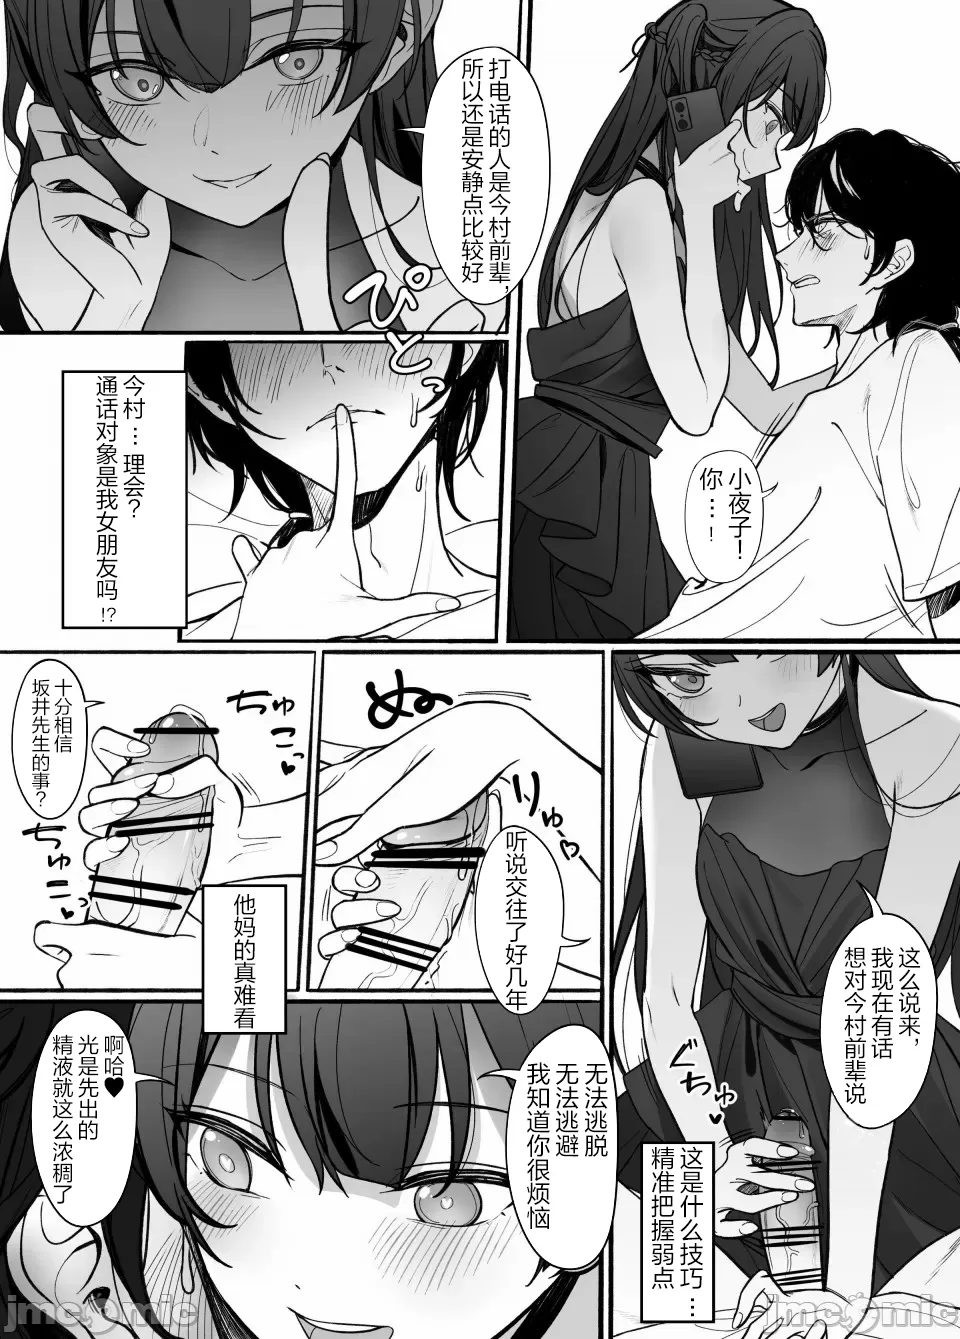 打电话的人是今村前辈,
所以还是安静点比较好
小夜子!
你…!
ぴとっ
今村…理会?
通话对象是我女朋友吗!?
这么说来,
我现在有话
想对今村前辈说
ぐちゅ
这是什么技巧…
精准把握弱点
ぬりゅ
听说交往了好几年
十分相信
坂井先生的事?
ちゅこっ
ちゅこっ
他妈的真难看
无法逃脱
无法逃避
我知道你很烦恼
啊哈♥
光是先出的
精液就这么浓稠了
jmcomic
jmcomic